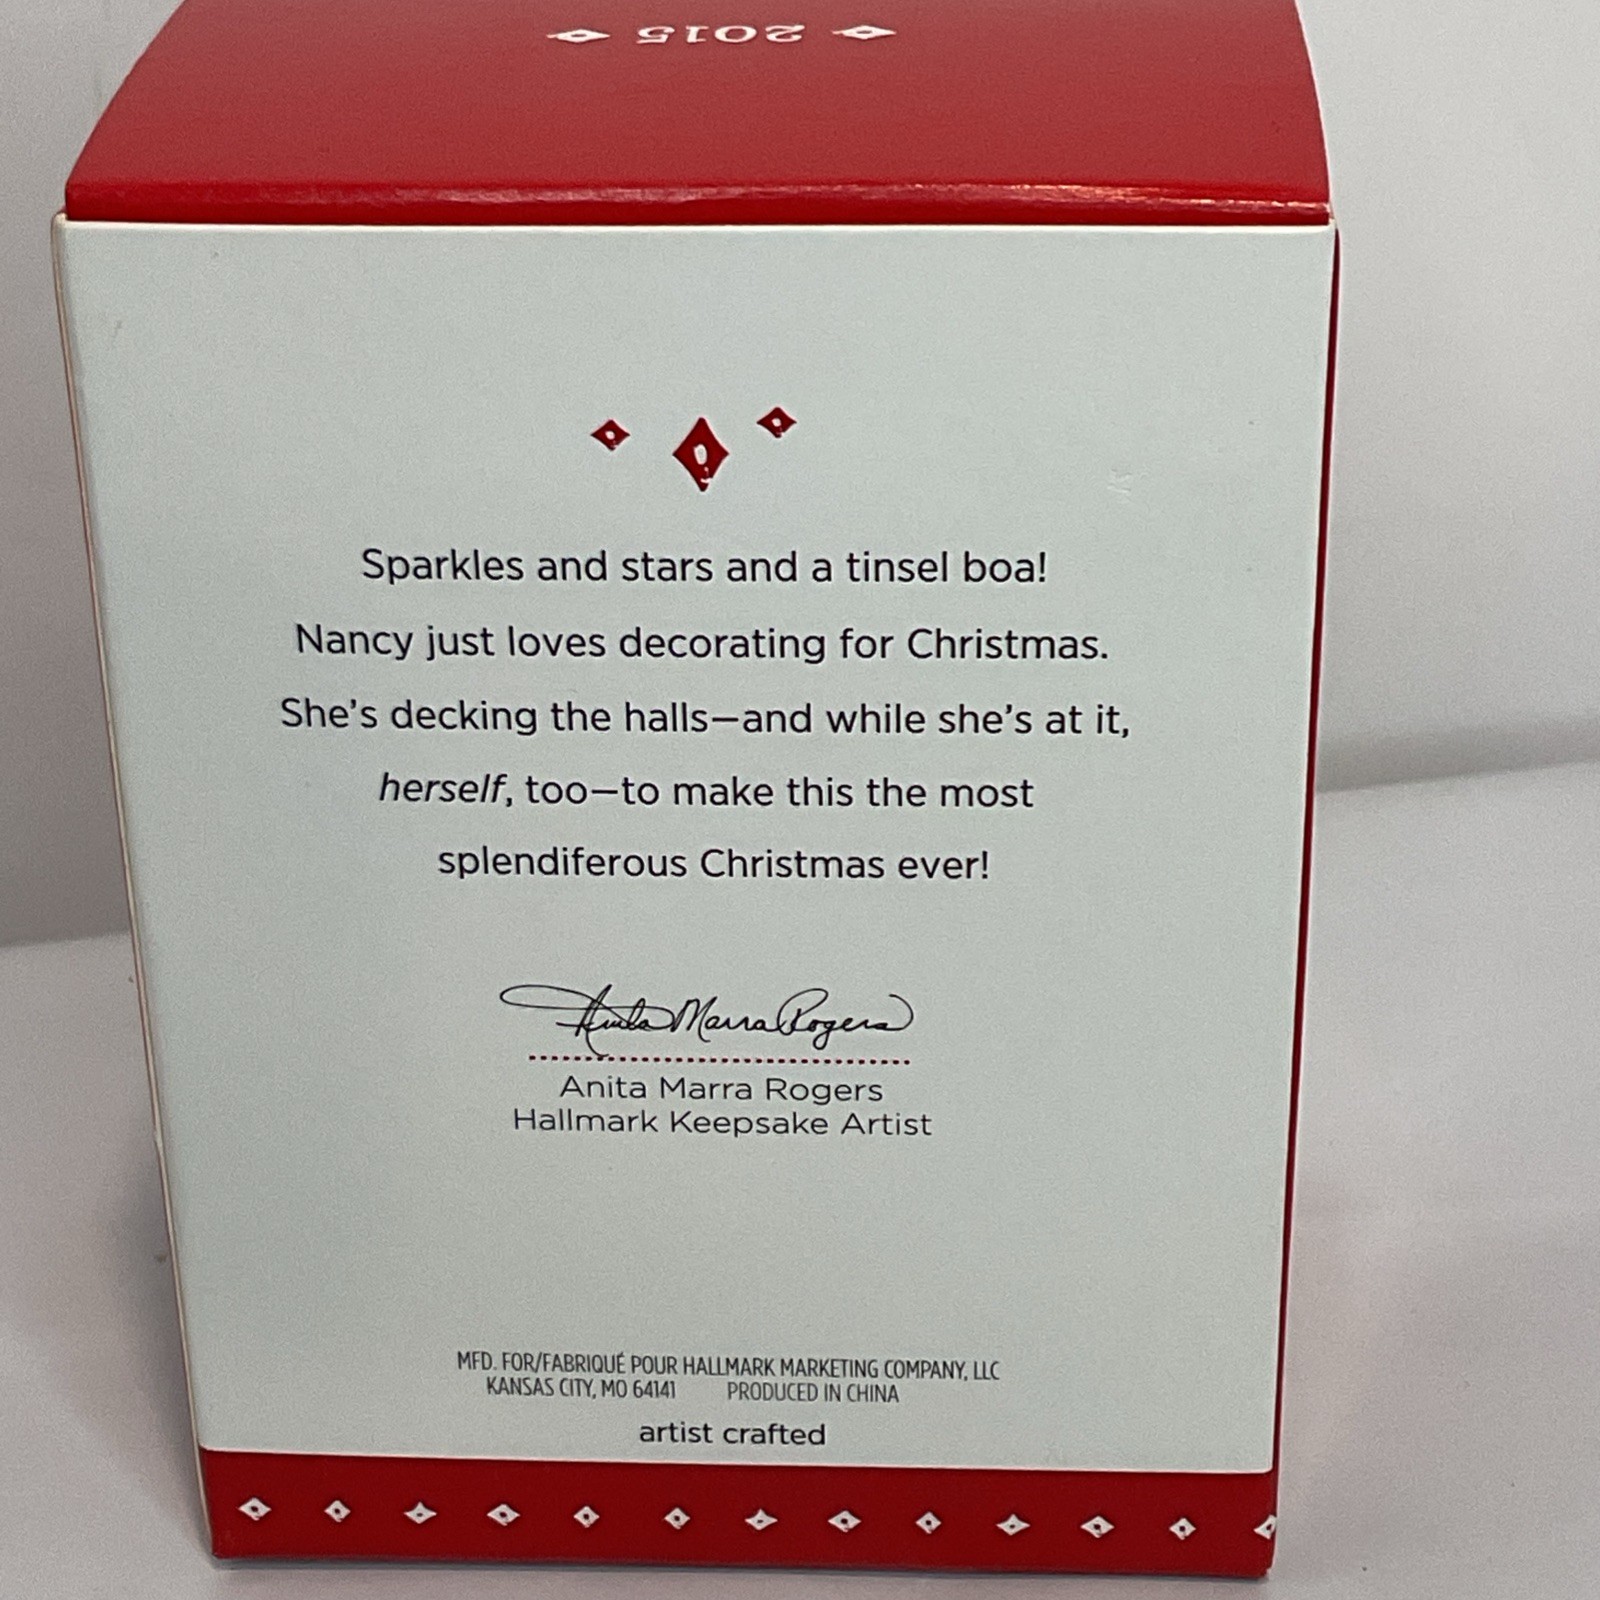 2015
Sparkles and stars and a tinsel boa!
Nancy just loves decorating for Christmas.
She's decking the halls—and while she's at it,
herself, too—to make this the most
splendiferous Christmas ever!
Anita Marra Rogers
Anita Marra Rogers
Hallmark Keepsake Artist
MFD. FOR/FABRIQUÉ POUR HALLMARK MARKETING COMPANY, LLC
KANSAS CITY, MO 64141 PRODUCED IN CHINA
artist crafted